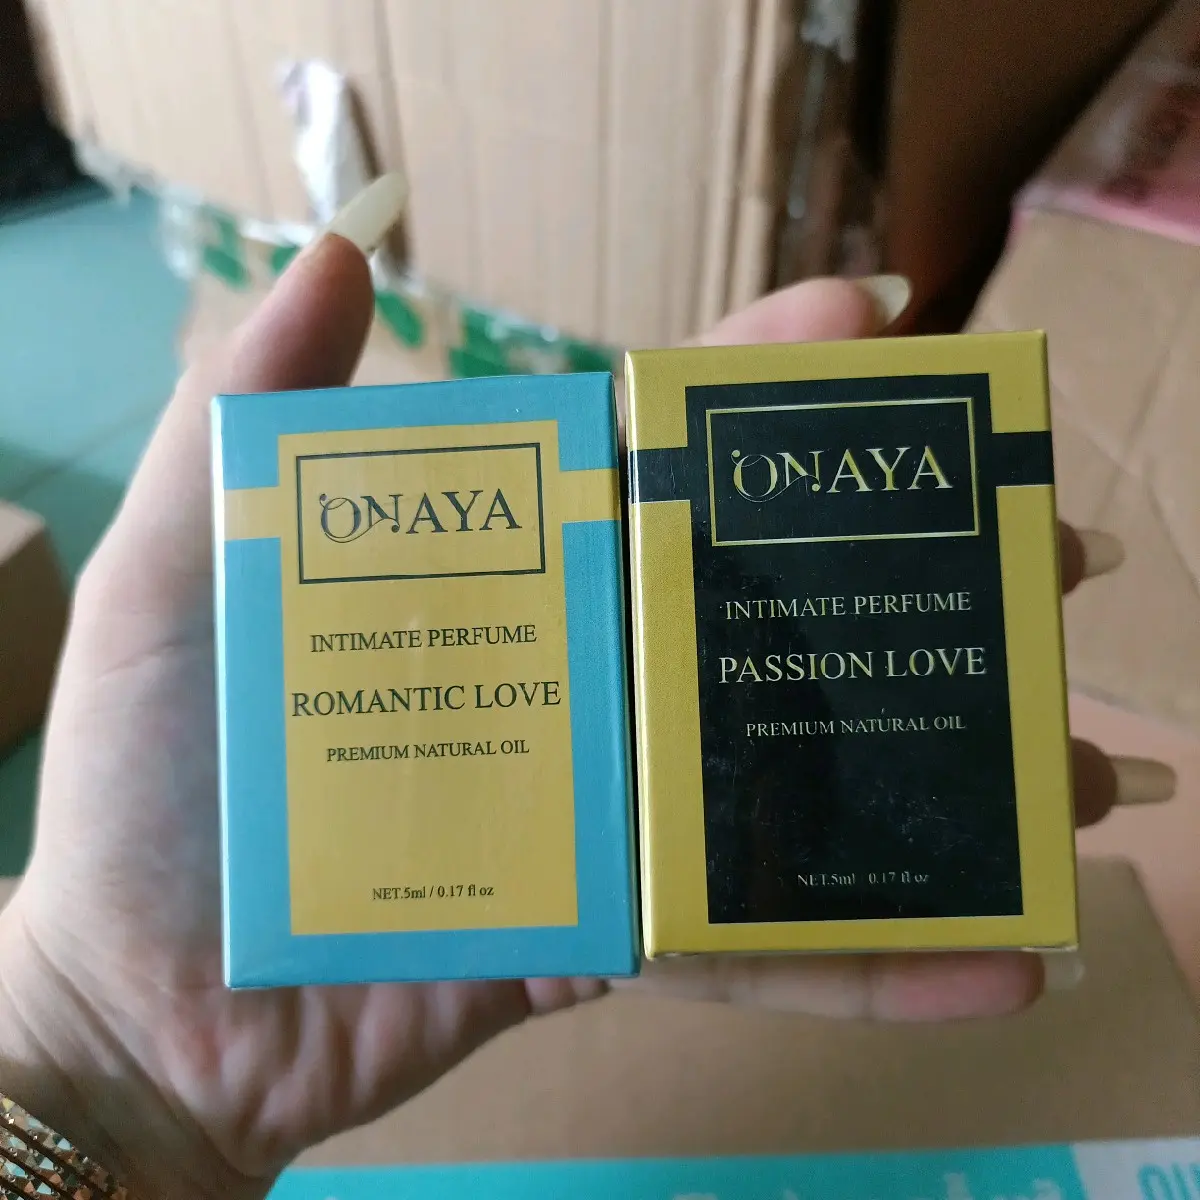 ONAYA
INTIMATE PERFUME
ROMANTIC LOVE
PREMIUM NATURAL OIL
NET.5ml / 0.17 fl oz
ONAYA
INTIMATE PERFUME
PASSION LOVE
PREMIUM NATURAL OIL
NET.5ml 0.17 fl oz